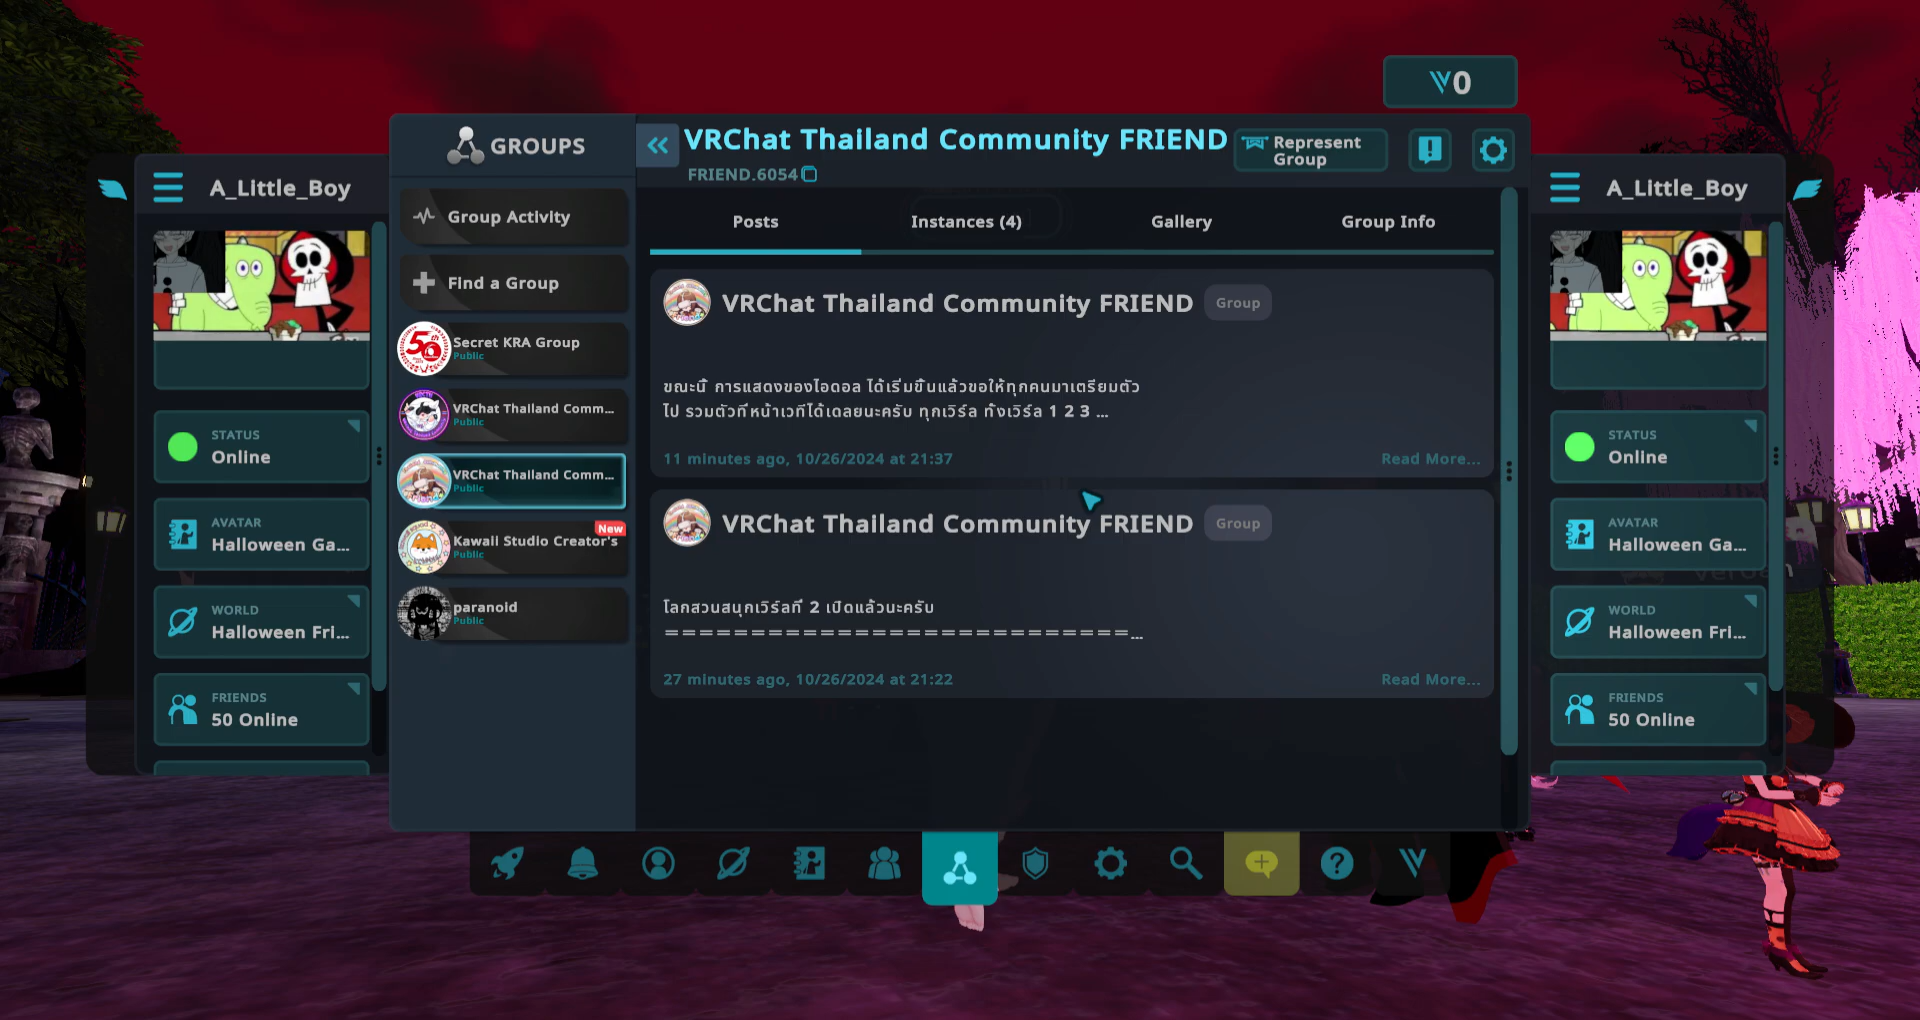 V0
GROUPS
VRChat Thailand Community FRIEND
FRIEND.6054
Represent
Group
A_Little_Boy
STATUS
Online
AVATAR
Halloween Ga...
WORLD
Halloween Fri...
FRIENDS
50 Online
Group Activity
Find a Group
Secret KRA Group
Public
VRChat Thailand Comm...
Public
VRChat Thailand Comm...
Public
New
Kawaii Studio Creator's
Public
paranoid
Public
Posts
Instances (4)
Gallery
Group Info
VRChat Thailand Community FRIEND
Group
ขณะนี้ การแสดงของไอดอล ได้เริ่มขึ้นแล้วขอให้ทุกคนมาเตรียมตัว
ไป รวมตัวที่หน้าเวทีได้เดลยนะครับ ทุกเวิร์ล ทั้งเวิร์ล 1 2 3 ...
11 minutes ago, 10/26/2024 at 21:37
Read More...
VRChat Thailand Community FRIEND
Group
โลกสวนสนุกเวิร์ลที่ 2 เปิดแล้วนะครับ
===========================...
27 minutes ago, 10/26/2024 at 21:22
Read More...
A_Little_Boy
STATUS
Online
AVATAR
Halloween Ga...
WORLD
Halloween Fri...
FRIENDS
50 Online